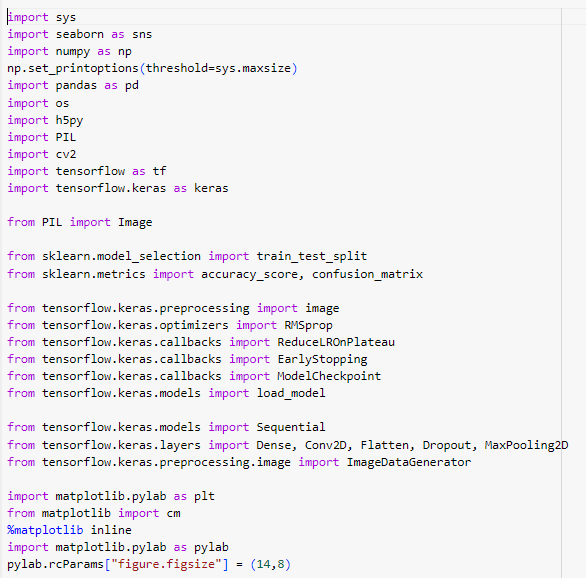 import sys
import seaborn as sns
import numpy as np
np.set_printoptions(threshold=sys.maxsize)
import pandas as pd
import os
import h5py
import PIL
import cv2
import tensorflow as tf
import tensorflow.keras as keras
from PIL import Image
from sklearn.model_selection import train_test_split
from sklearn.metrics import accuracy_score, confusion_matrix
from tensorflow.keras.preprocessing import image
from tensorflow.keras.optimizers import RMSprop
from tensorflow.keras.callbacks import ReduceLROnPlateau
from tensorflow.keras.callbacks import EarlyStopping
from tensorflow.keras.callbacks import ModelCheckpoint
from tensorflow.keras.models import load_model
from tensorflow.keras.models import Sequential
from tensorflow.keras.layers import Dense, Conv2D, Flatten, Dropout, MaxPooling2D
from tensorflow.keras.preprocessing.image import ImageDataGenerator
import matplotlib.pylab as plt
from matplotlib import cm
%matplotlib inline
import matplotlib.pylab as pylab
pylab.rcParams["figure.figsize"] = (14,8)